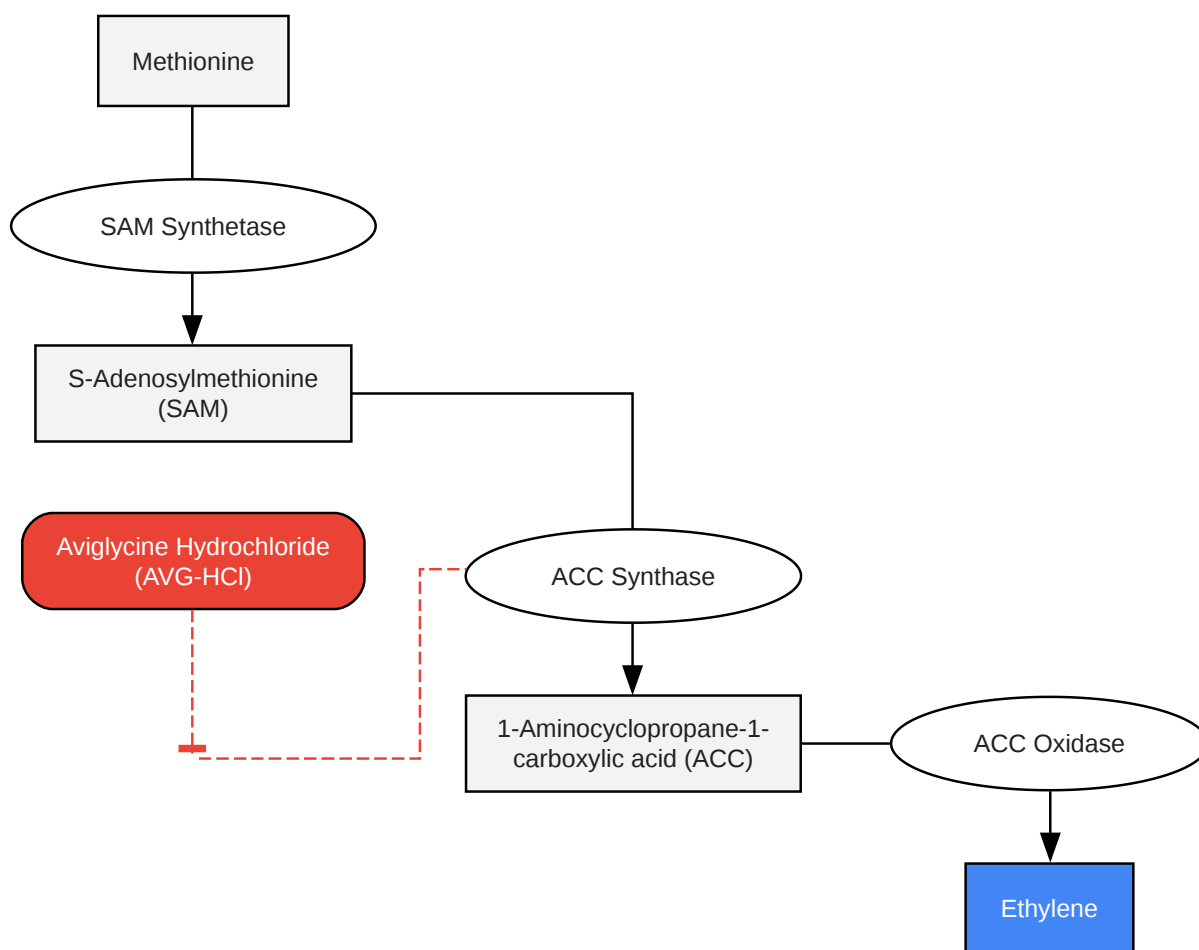 Methionine
SAM Synthetase
S-Adenosylmethionine
(SAM)
Aviglycine Hydrochloride
(AVG-HCl)
ACC Synthase
1-Aminocyclopropane-1-
carboxylic acid (ACC)
ACC Oxidase
Ethylene